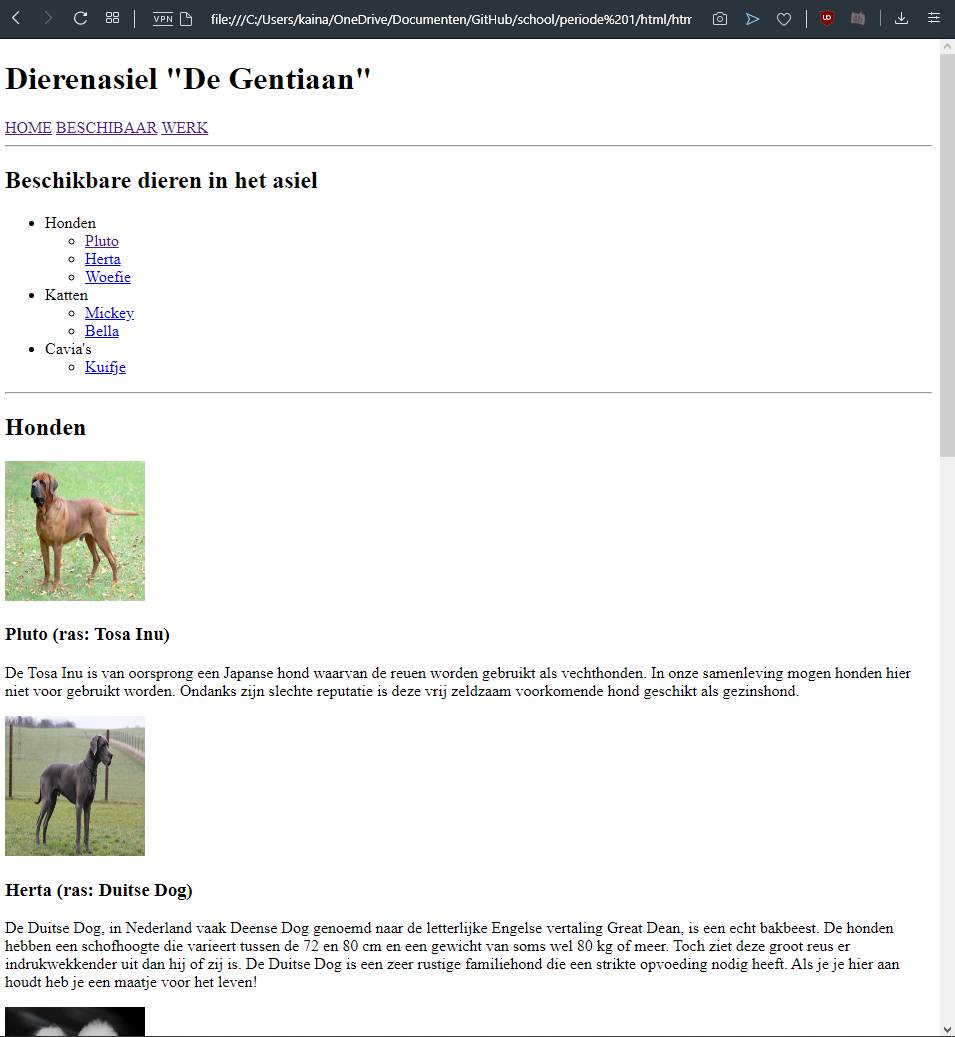 VPN file:///C:/Users/kaina/OneDrive/Documenten/GitHub/school/periode%201/html/htm
Dierenasiel "De Gentiaan"
HOME BESCHIBAAR WERK
Beschikbare dieren in het asiel
Honden
Pluto
Herta
Woefie
Katten
Mickey
Bella
Cavia's
Kuifje
Honden
Pluto (ras: Tosa Inu)
De Tosa Inu is van oorsprong een Japanse hond waarvan de reuen worden gebruikt als vechthonden. In onze samenleving mogen honden hier
niet voor gebruikt worden. Ondanks zijn slechte reputatie is deze vrij zeldzaam voorkomende hond geschikt als gezinshond.
Herta (ras: Duitse Dog)
De Duitse Dog, in Nederland vaak Deense Dog genoemd naar de letterlijke Engelse vertaling Great Dean, is een echt bakbeest. De honden
hebben een schofhoogte die varieert tussen de 72 en 80 cm en een gewicht van soms wel 80 kg of meer. Toch ziet deze groot reus er
indrukwekkender uit dan hij of zij is. De Duitse Dog is een zeer rustige familiehond die een strikte opvoeding nodig heeft. Als je je hier aan
houdt heb je een maatje voor het leven!